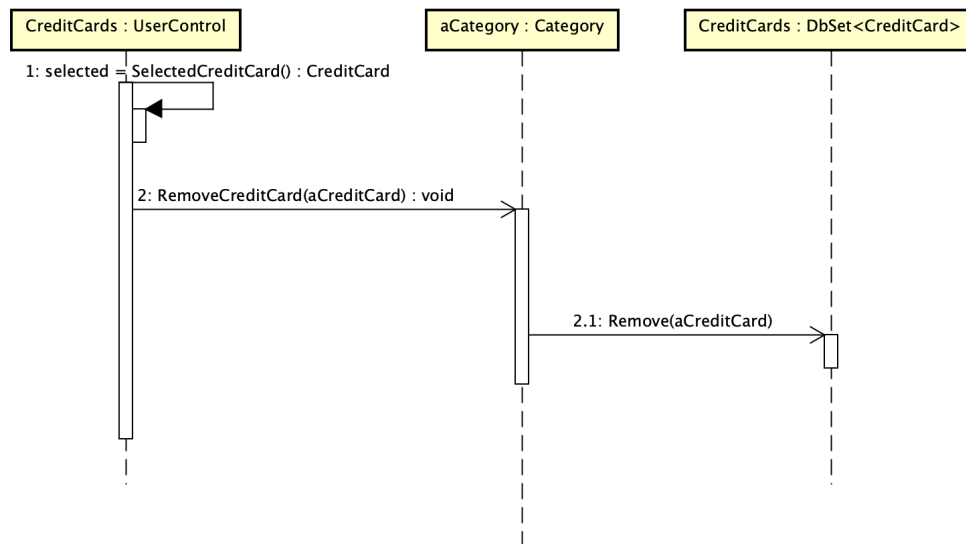 CreditCards : UserControl
aCategory : Category
CreditCards : DbSet<CreditCard>
1: selected = SelectedCreditCard() : CreditCard
2: RemoveCreditCard(aCreditCard) : void
2.1: Remove(aCreditCard)